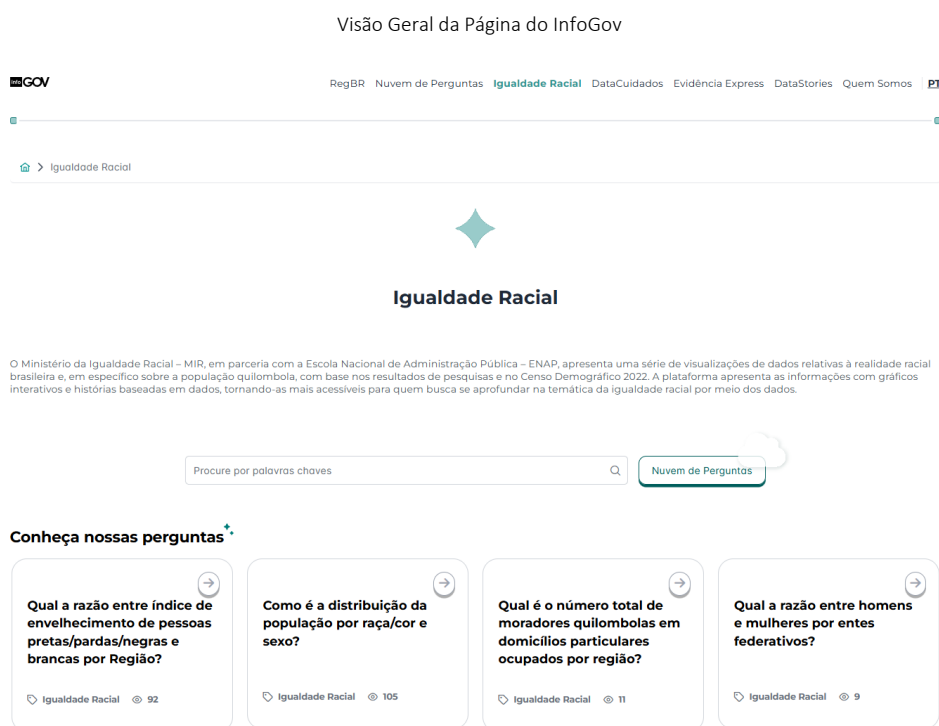 Visão Geral da Página do InfoGov
info GOV
RegBR Nuvem de Perguntas Igualdade Racial DataCuidados Evidência Express DataStories Quem Somos PT
Igualdade Racial
Igualdade Racial
O Ministério da Igualdade Racial – MIR, em parceria com a Escola Nacional de Administração Pública – ENAP, apresenta uma série de visualizações de dados relativas à realidade racial
brasileira e, em específico sobre a população quilombola, com base nos resultados de pesquisas e no Censo Demográfico 2022. A plataforma apresenta as informações com gráficos
interativos e histórias baseadas em dados, tornando-as mais acessíveis para quem busca se aprofundar na temática da igualdade racial por meio dos dados.
Procure por palavras chaves
Nuvem de Perguntas
Conheça nossas perguntas
Qual a razão entre índice de
envelhecimento de pessoas
pretas/pardas/negras e
brancas por Região?
Igualdade Racial 92
Como é a distribuição da
população por raça/cor e
sexo?
Igualdade Racial 105
Qual é o número total de
moradores quilombolas em
domicílios particulares
ocupados por região?
Igualdade Racial 11
Qual a razão entre homens
e mulheres por entes
federativos?
Igualdade Racial 9